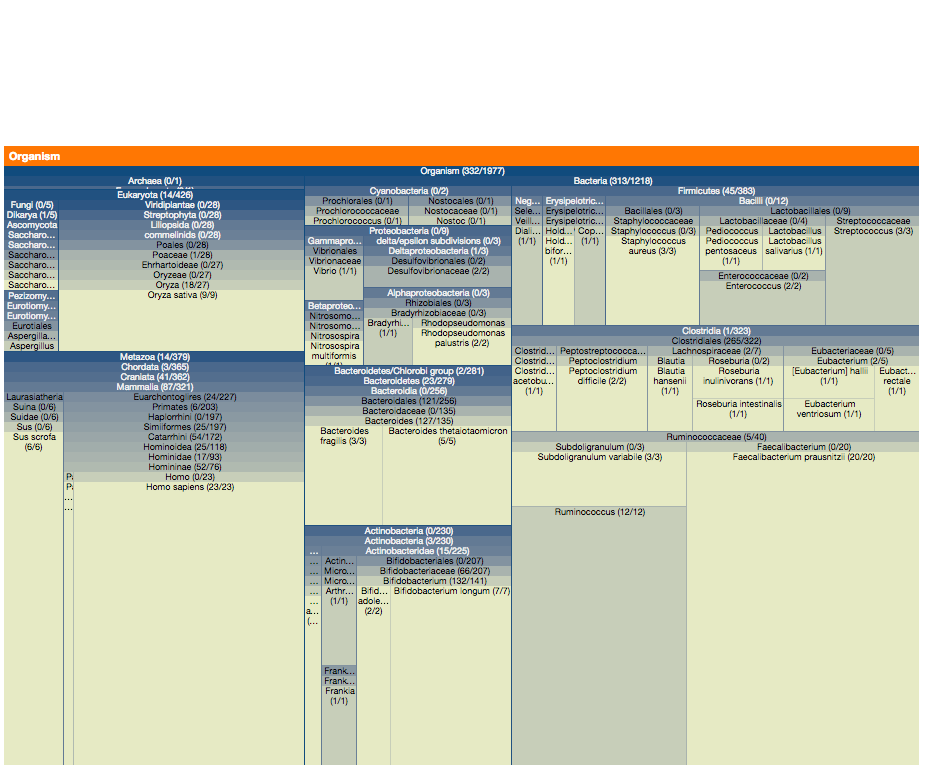 Organism
Organism (332/1977)
Archaea (0/1)
Eukaryota (14/426)
Fungi (0/5)
Dikarya (1/5)
Ascomycota
Saccharo...
Saccharo...
Saccharo...
Saccharo...
Saccharo...
Saccharo...
Pezizomy...
Eurotiomy...
Eurotiomy...
Eurotiales
Aspergilla...
Aspergillus
Viridiplantae (0/28)
Streptophyta (0/28)
Liliopsida (0/28)
commelinids (0/28)
Poales (0/28)
Poaceae (1/28)
Ehrhartoideae (0/27)
Oryzeae (0/27)
Oryza (18/27)
Oryza sativa (9/9)
Metazoa (14/379)
Chordata (3/365)
Craniata (41/362)
Mammalia (87/321)
Laurasiatheria
Suina (0/6)
Suidae (0/6)
Sus (0/6)
Sus scrofa
(6/6)
Euarchontoglires (24/227)
Primates (6/203)
Haplorrhini (0/197)
Simiiformes (25/197)
Catarrhini (54/172)
Hominoidea (25/118)
Hominidae (17/93)
Homininae (52/76)
Homo (0/23)
Homo sapiens (23/23)
...
...
Bacteria (313/1218)
Cyanobacteria (0/2)
Prochlorales (0/1)
Prochlorococcaceae
Prochlorococcus (0/1)
Nostocales (0/1)
Nostocaceae (0/1)
Nostoc (0/1)
Proteobacteria (0/9)
Gammapro...
Vibrionales
Vibrionaceae
Vibrio (1/1)
delta/epsilon subdivisions (0/3)
Deltaproteobacteria (1/3)
Desulfovibrionales (0/2)
Desulfovibrionaceae (2/2)
Betaproteo...
Nitrosomo...
Nitrosomo...
Nitrosospira
Nitrosospira
multiformis
Alphaproteobacteria (0/3)
Rhizobiales (0/3)
Bradyrhizobiaceae (0/3)
Bradyrhi...
(1/1)
Rhodopseudomonas
Rhodopseudomonas
palustris (2/2)
Bacteroidetes/Chlorobi group (2/281)
Bacteroidetes (23/279)
Bacteroidia (0/256)
Bacteroidales (121/256)
Bacteroidaceae (0/135)
Bacteroides (127/135)
Bacteroides
fragilis (3/3)
Bacteroides thetaiotaomicron
(5/5)
Actinobacteria (0/230)
Actinobacteria (3/230)
Actinobacteridae (15/225)
...
...
...
...
...
...
a...
(...
Actin...
Micro...
Micro...
Arthr...
(1/1)
Frank...
Frank...
Frankia
(1/1)
Bifidobacteriales (0/207)
Bifidobacteriaceae (66/207)
Bifidobacterium (132/141)
Bifid...
adole...
(2/2)
Bifidobacterium longum (7/7)
Firmicutes (45/383)
Neg...
Sele...
Veill...
Diali...
(1/1)
Erysipelotric...
Erysipelotric...
Erysipelotric...
Hold...
Hold...
bifor...
(1/1)
Cop...
(1/1)
Bacilli (0/12)
Bacillales (0/3)
Staphylococcaceae
Staphylococcus (0/3)
Staphylococcus
aureus (3/3)
Lactobacillales (0/9)
Lactobacillaceae (0/4)
Pediococcus
Pediococcus
pentosaceus
(1/1)
Lactobacillus
Lactobacillus
salivarius (1/1)
Streptococcaceae
Streptococcus (3/3)
Enterococcaceae (0/2)
Enterococcus (2/2)
Clostridia (1/323)
Clostridiales (265/322)
Clostrid...
Clostrid...
Clostrid...
acetobu...
(1/1)
Peptostreptococca...
Peptoclostridium
Peptoclostridium
difficile (2/2)
Lachnospiraceae (2/7)
Blautia
Blautia
hansenii
(1/1)
Roseburia (0/2)
Roseburia
inulinivorans (1/1)
Roseburia intestinalis
(1/1)
Eubacteriaceae (0/5)
Eubacterium (2/5)
[Eubacterium] hallii
(1/1)
Eubact...
rectale
(1/1)
Eubacterium
ventriosum (1/1)
Ruminococcaceae (5/40)
Subdoligranulum (0/3)
Subdoligranulum variabile (3/3)
Faecalibacterium (0/20)
Faecalibacterium prausnitzii (20/20)
Ruminococcus (12/12)